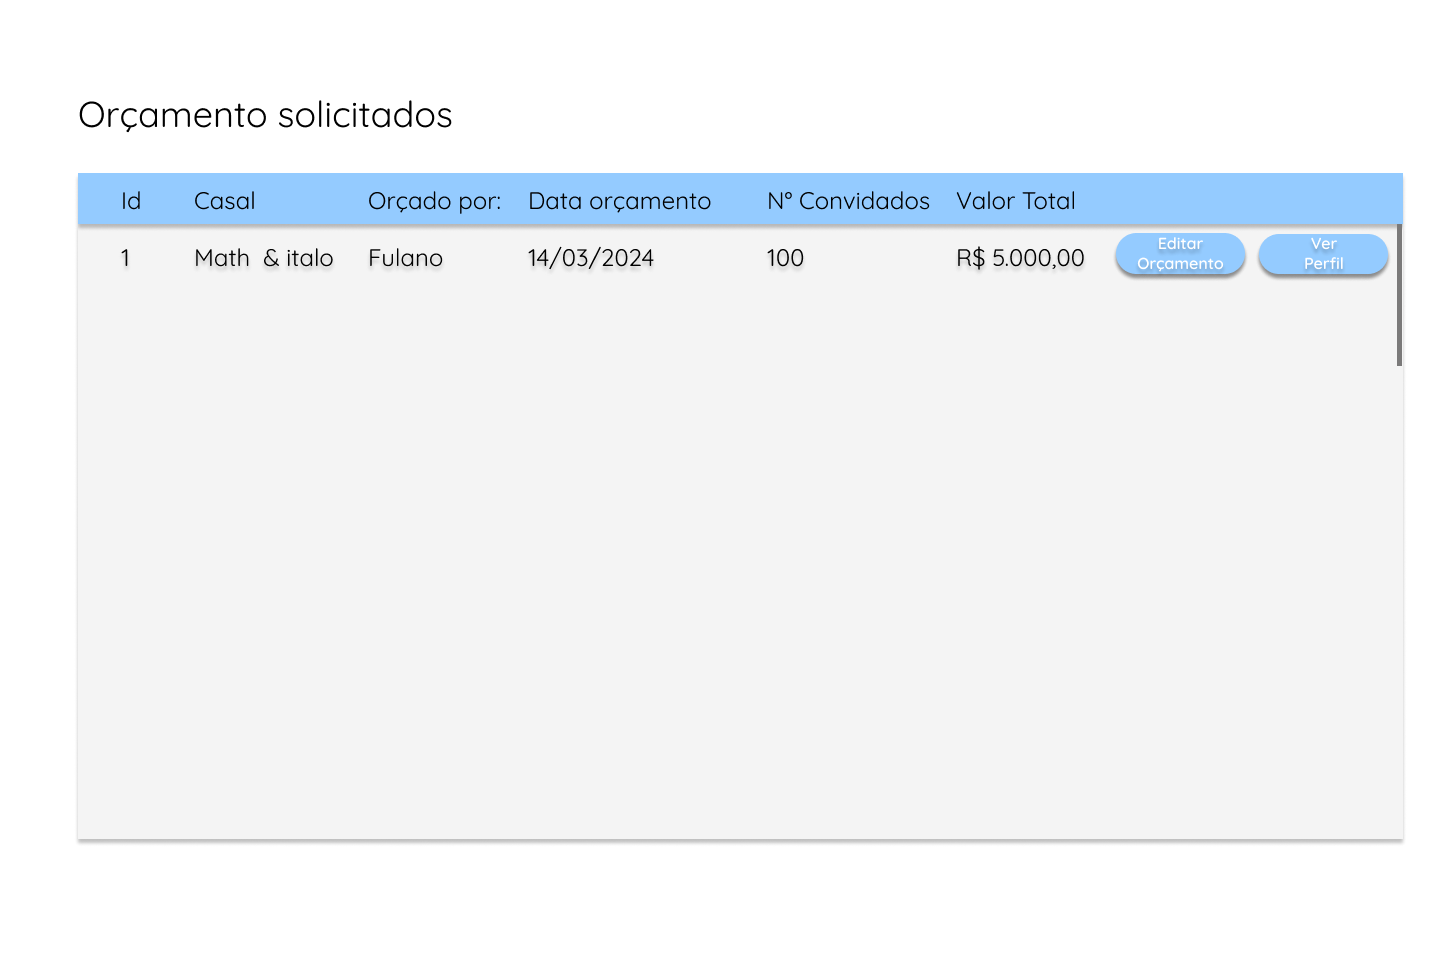 Orçamento solicitados
Id Casal Orçado por: Data orçamento Nº Convidados Valor Total
1 Math & italo Fulano 14/03/2024 100 R$ 5.000,00
Editar
Orçamento
Ver
Perfil